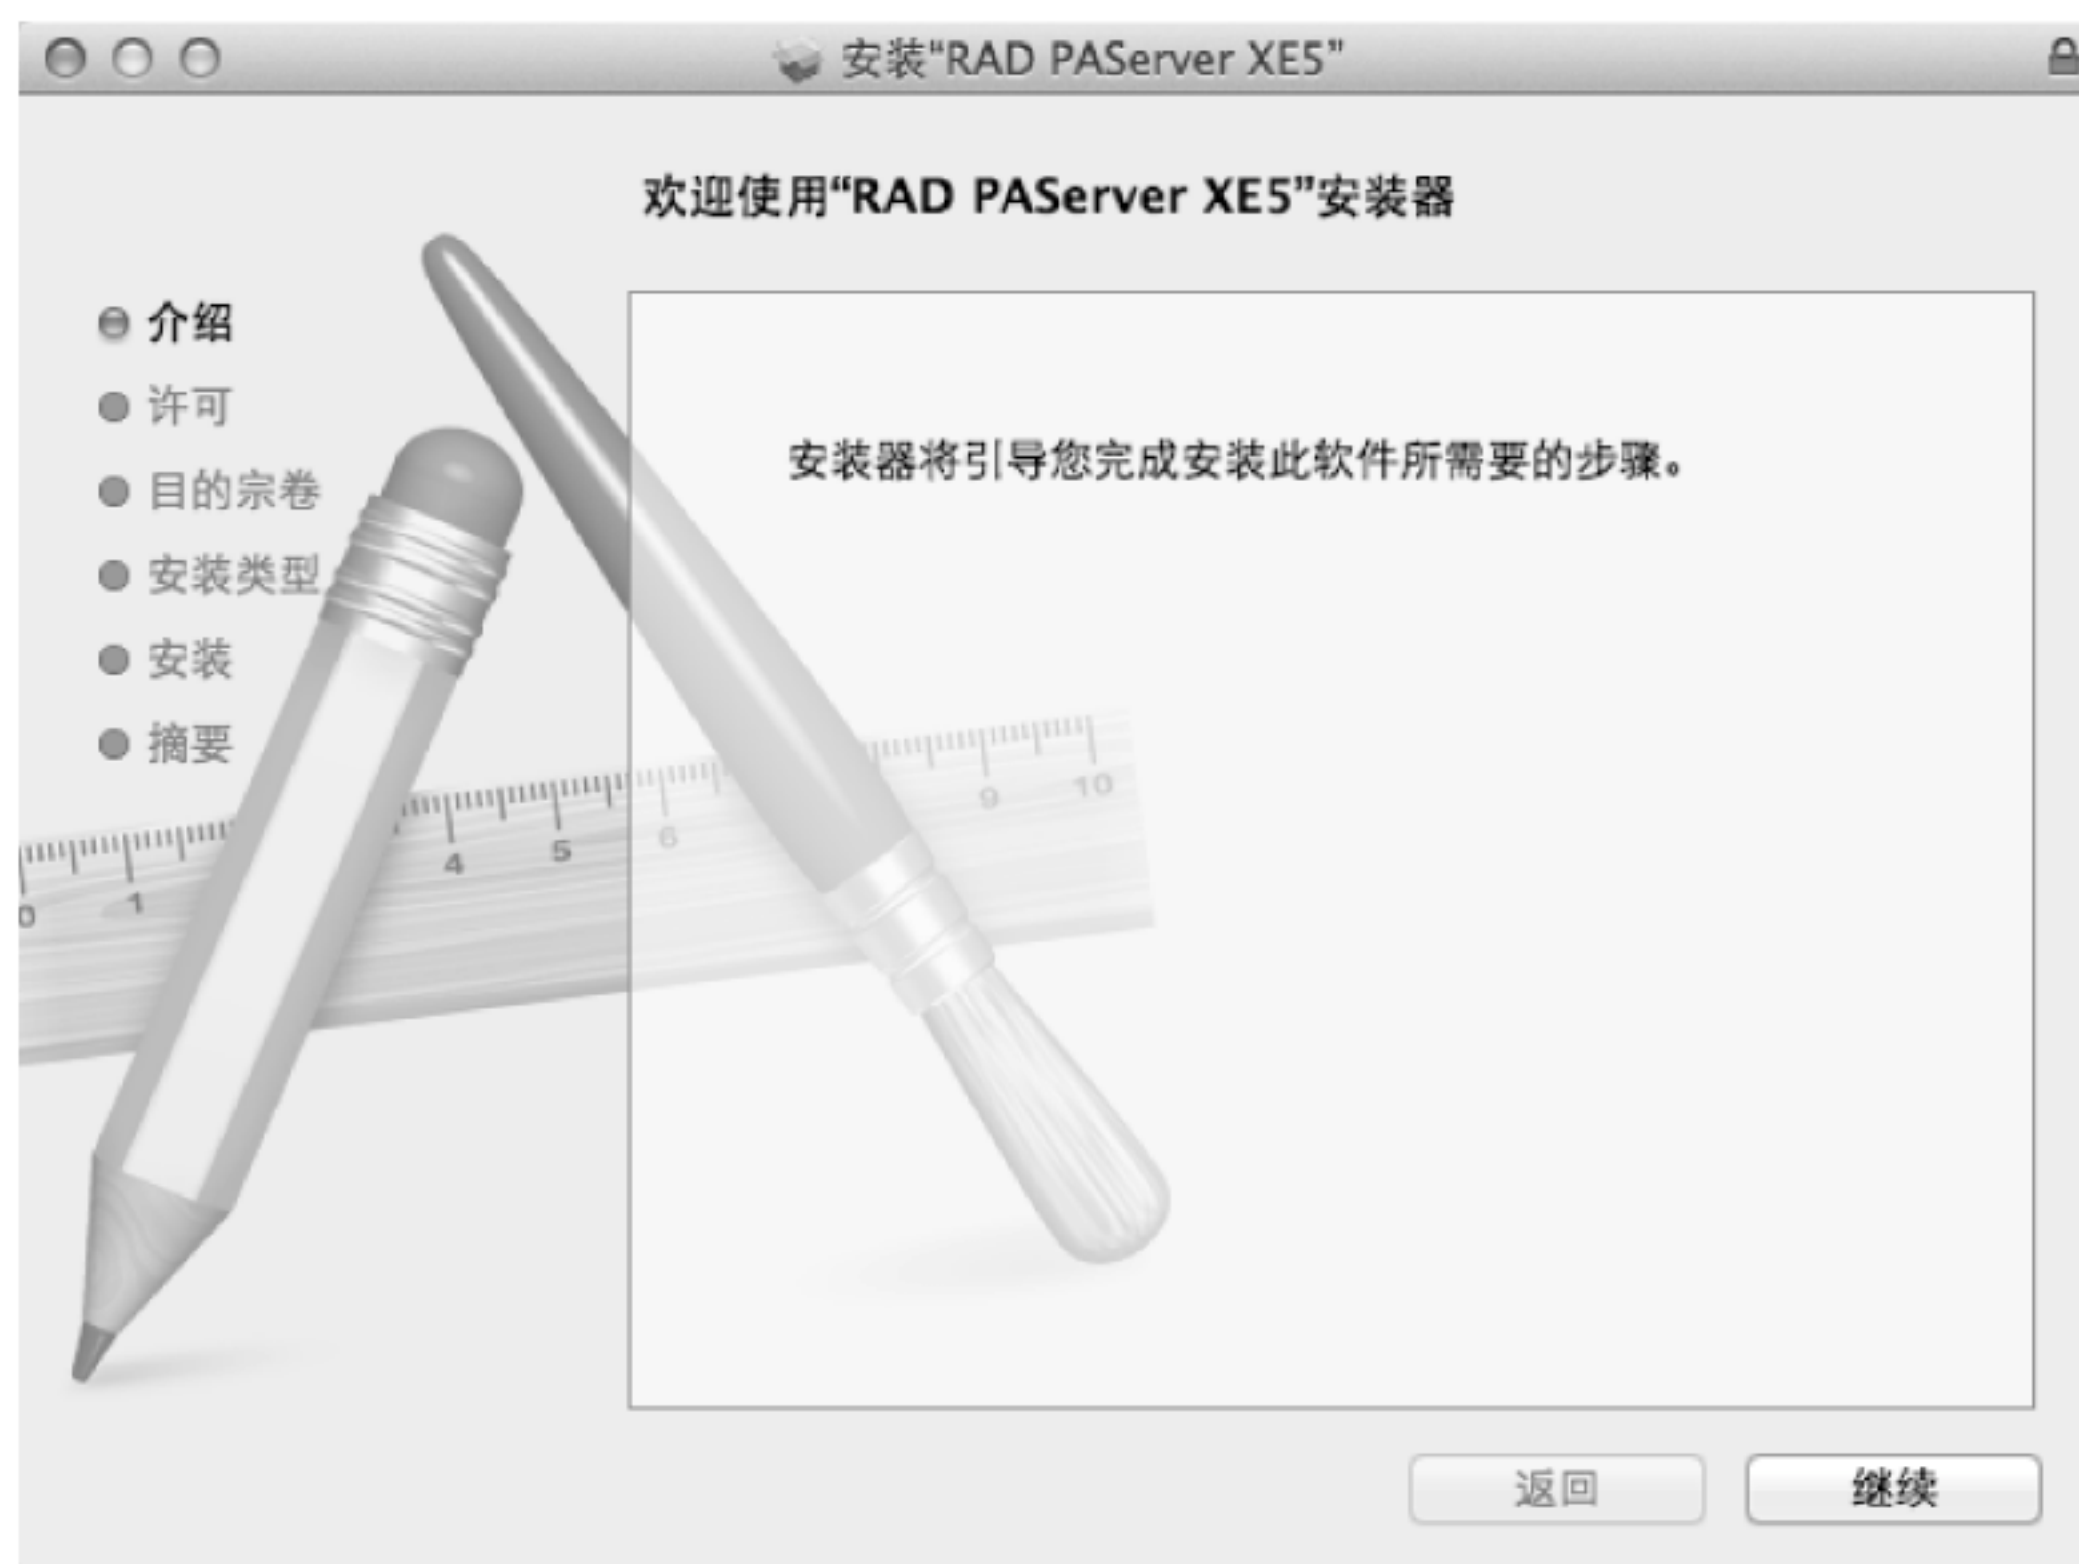 安装“RAD PAServer XE5”
欢迎使用“RAD PAServer XE5”安装器
介绍
许可
目的宗卷
安装类型
安装
摘要
安装器将引导您完成安装此软件所需要的步骤。
0 1 4 5 6 9 10
返回 继续